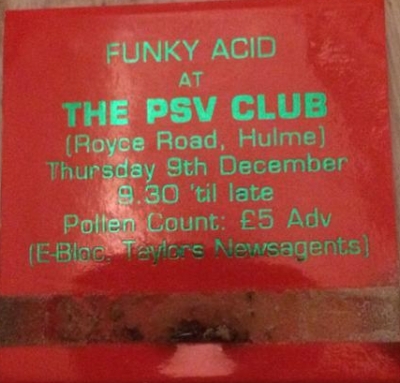 FUNKY ACID
AT
THE PSV CLUB
(Royce Road, Hulme)
Thursday 9th December
9.30 'til late
Pollen Count: £5 Adv
(E-Bloc, Taylors Newsagents)